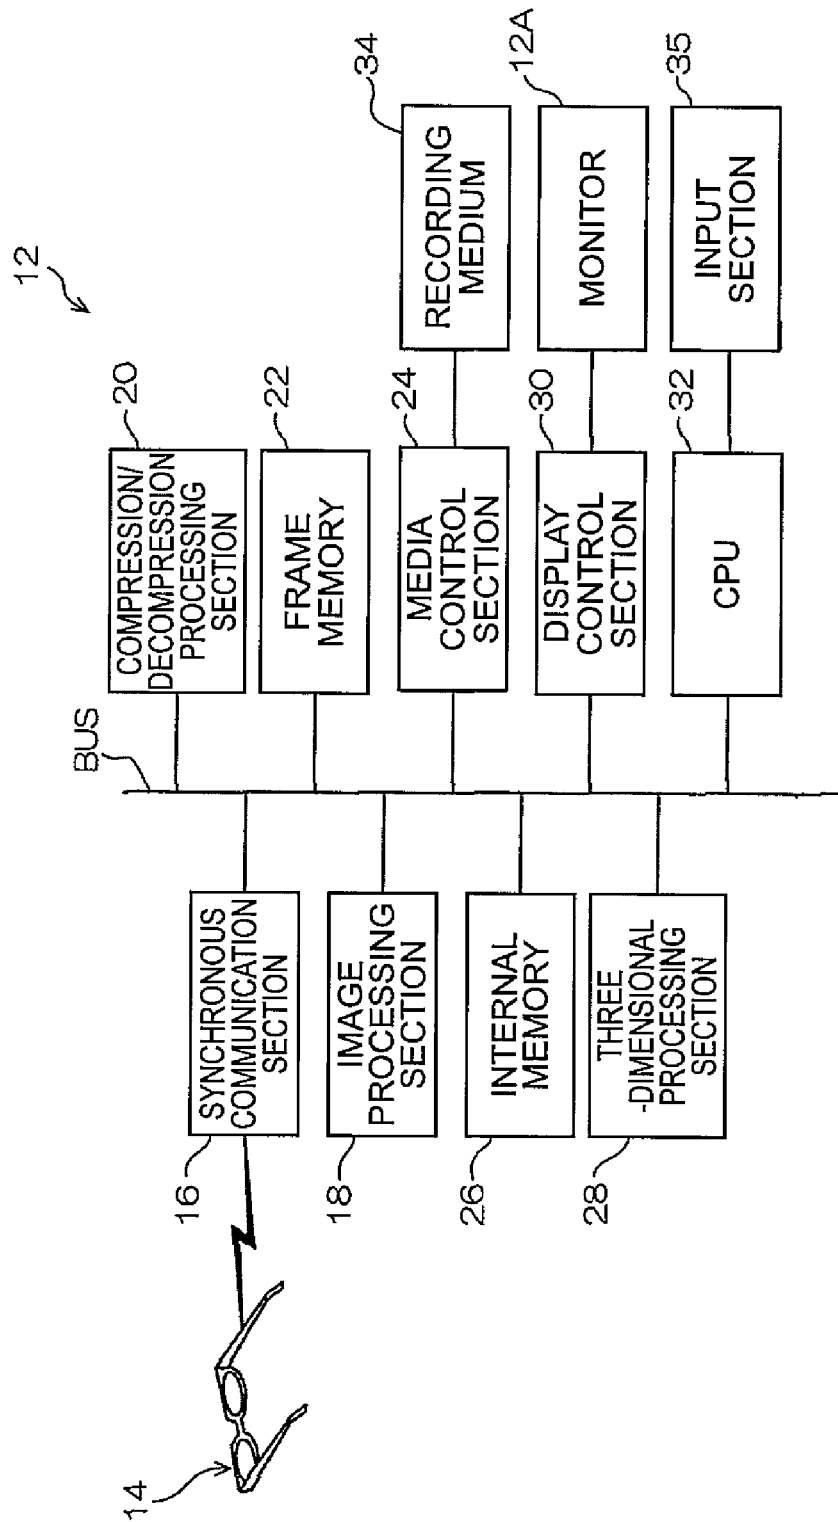 12
14
16
SYNCHRONOUS
COMMUNICATION
SECTION
18
IMAGE
PROCESSING
SECTION
26
INTERNAL
MEMORY
28
THREE
-DIMENSIONAL
PROCESSING
SECTION
BUS
20
COMPRESSION/
DECOMPRESSION
PROCESSING
SECTION
22
FRAME
MEMORY
24
MEDIA
CONTROL
SECTION
30
DISPLAY
CONTROL
SECTION
32
CPU
34
RECORDING
MEDIUM
12A
MONITOR
35
INPUT
SECTION